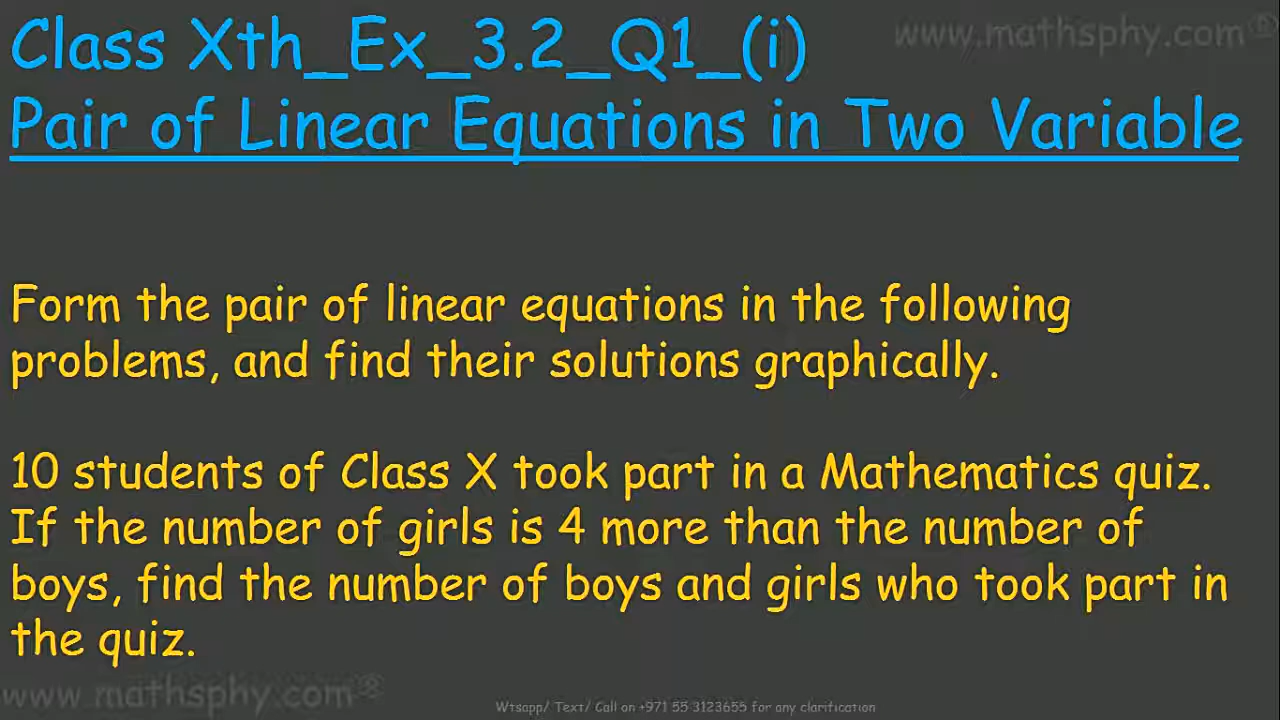 Class Xth_Ex_3.2_Q1_(i)
www.mathsphy.com®
Pair of Linear Equations in Two Variable
Form the pair of linear equations in the following
problems, and find their solutions graphically.
10 students of Class X took part in a Mathematics quiz.
If the number of girls is 4 more than the number of
boys, find the number of boys and girls who took part in
the quiz.
www.mathsphy.com®
Wtsapp/ Text/ Call on +971 55 3123655 for any clarification